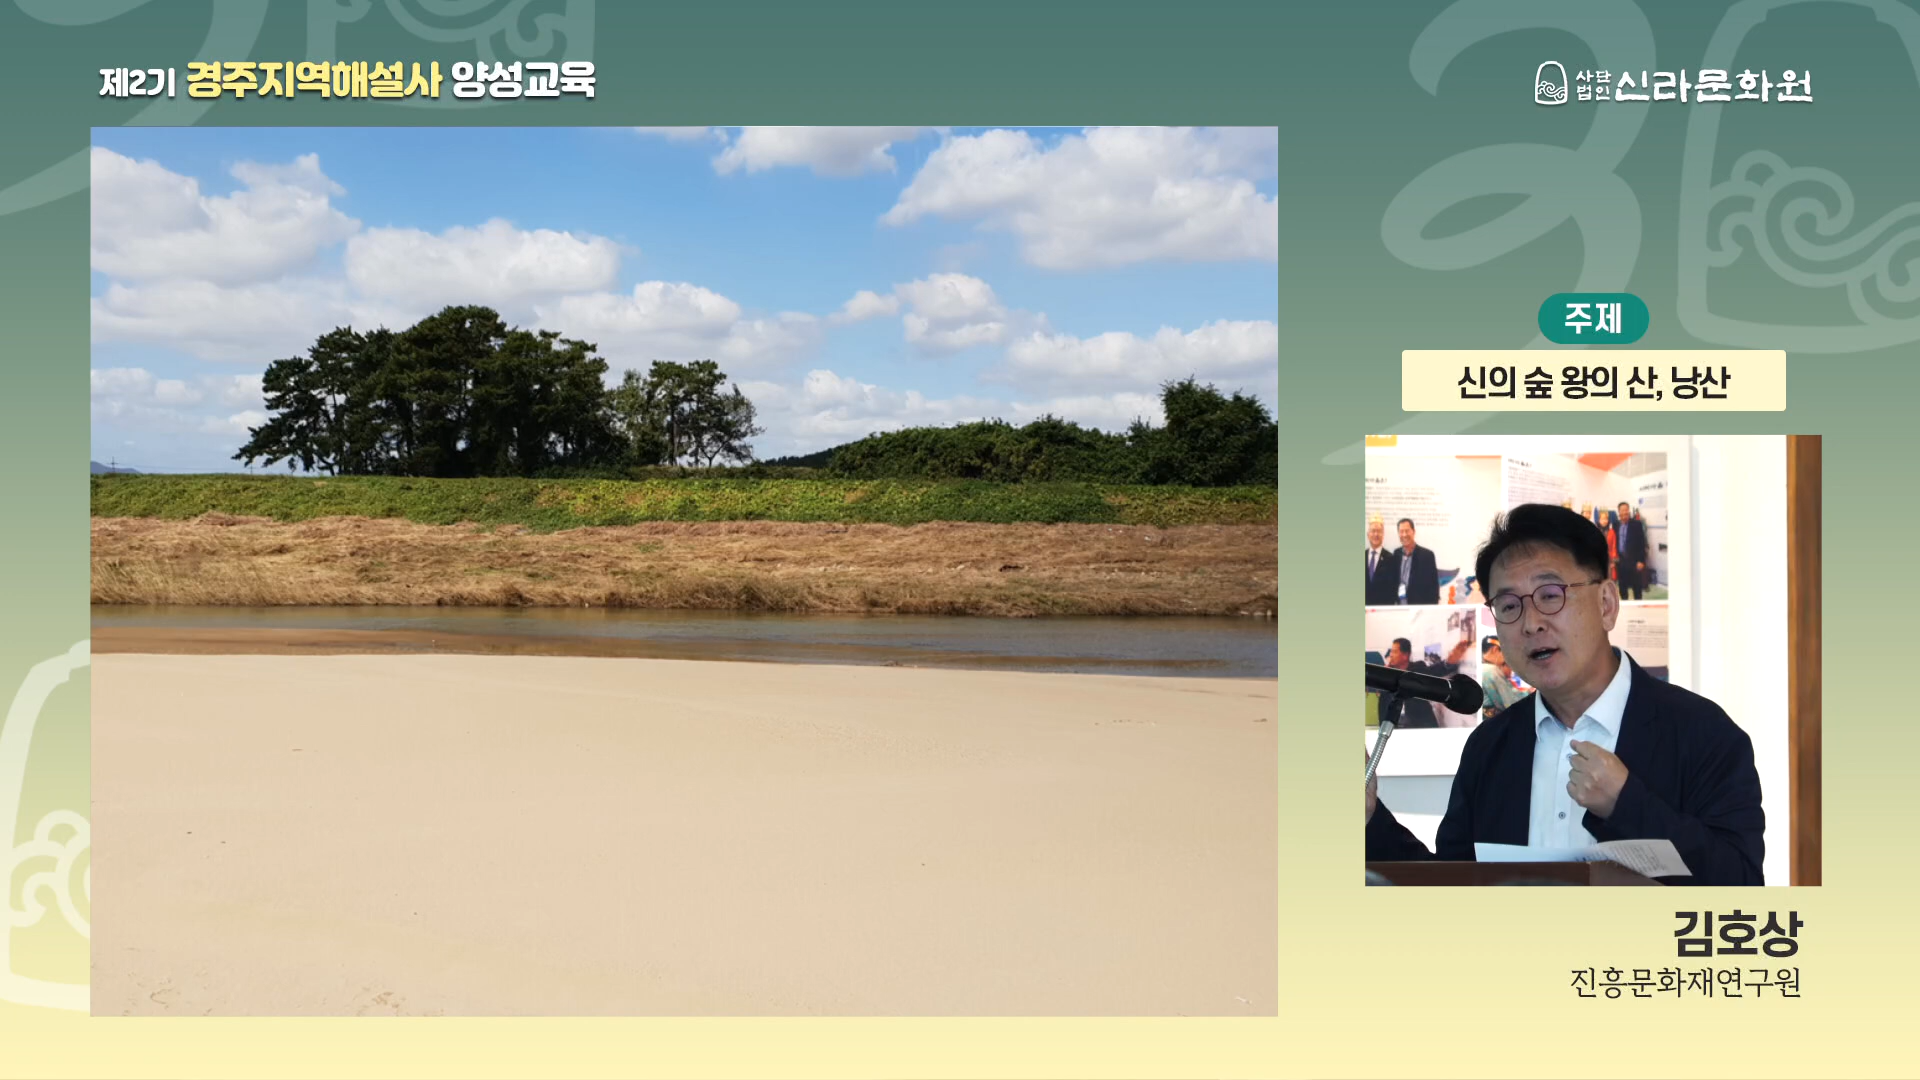 제2기 경주지역해설사 양성교육
사단법인 신라문화원
주제
신의 숲 왕의 산, 낭산
김호상
진흥문화재연구원